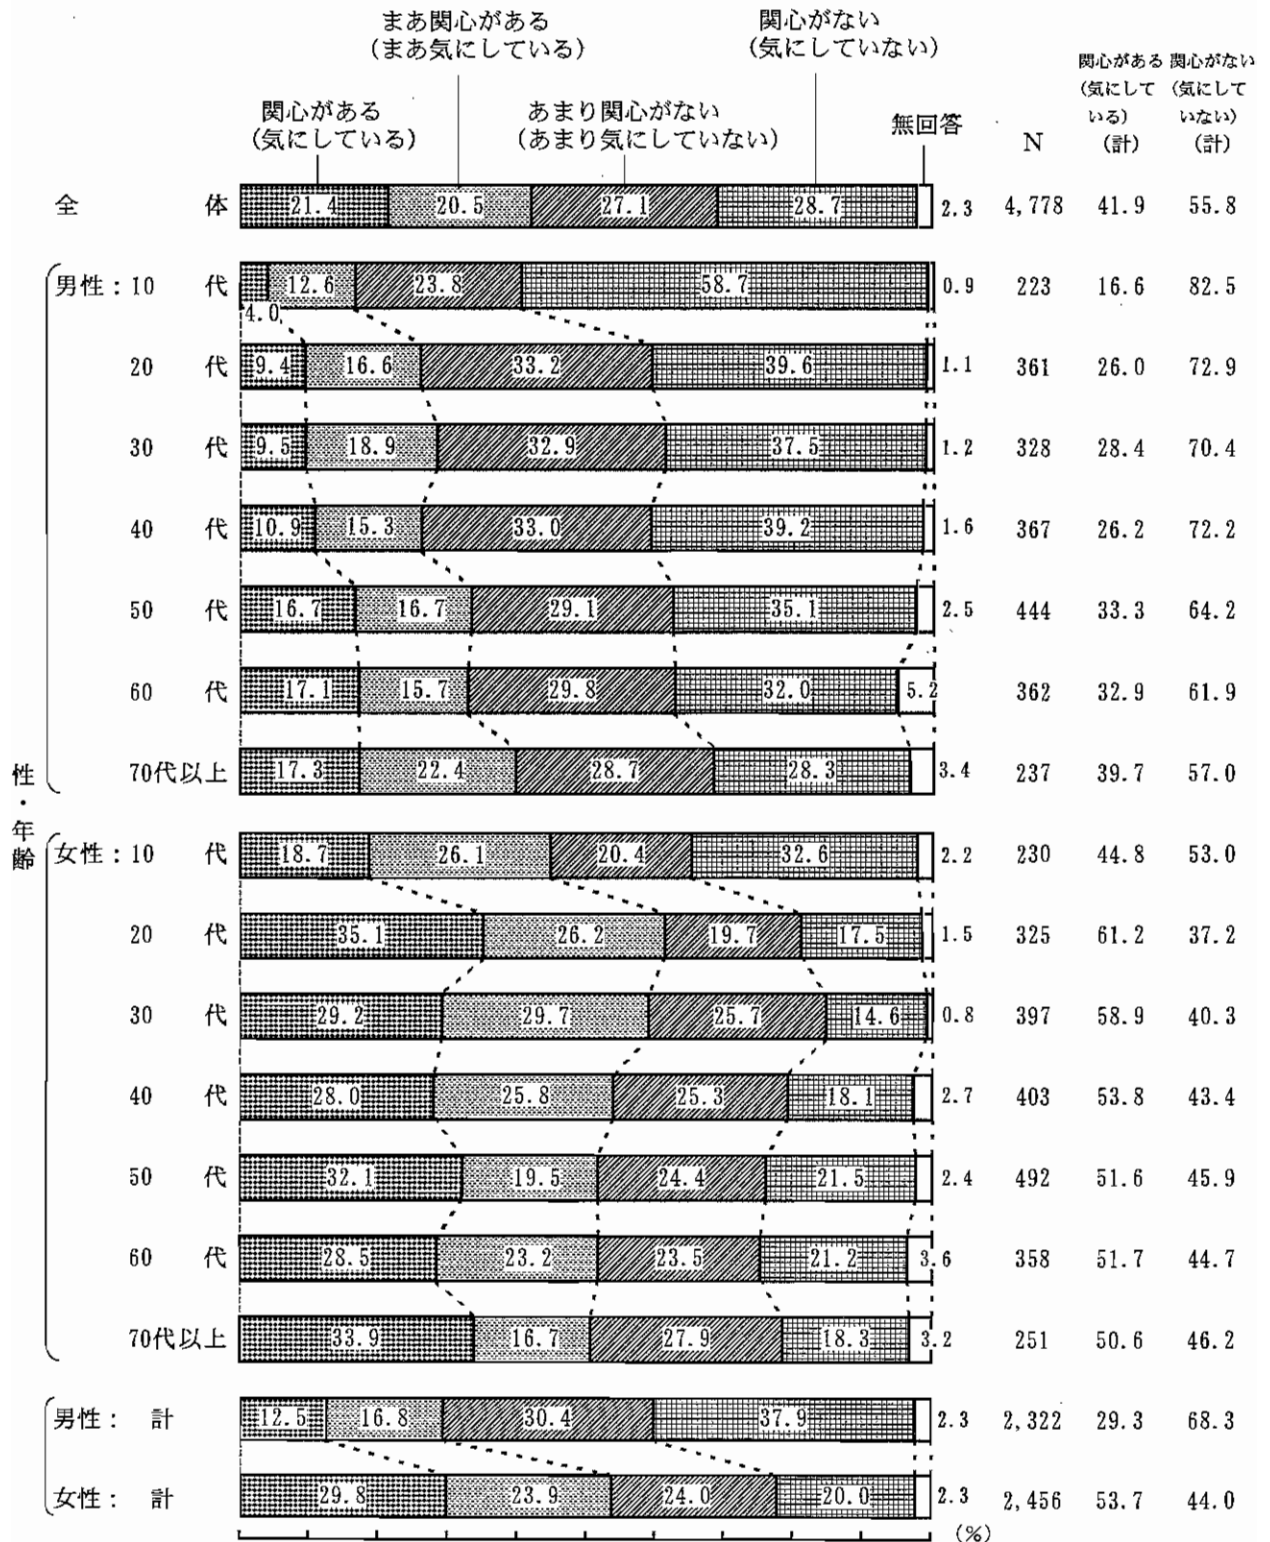 まあ関心がある
(まあ気にしている)
関心がない
(気にしていない)
関心がある
(気にしている)
あまり関心がない
(あまり気にしていない)
無回答
N
関心がある
(気にして
いる)
(計)
関心がない
(気にして
いない)
(計)
全 体 21.4 20.5 27.1 28.7 2.3 4,778 41.9 55.8
性・年齢
男性:10 代 4.0 12.6 23.8 58.7 0.9 223 16.6 82.5
20 代 9.4 16.6 33.2 39.6 1.1 361 26.0 72.9
30 代 9.5 18.9 32.9 37.5 1.2 328 28.4 70.4
40 代 10.9 15.3 33.0 39.2 1.6 367 26.2 72.2
50 代 16.7 16.7 29.1 35.1 2.5 444 33.3 64.2
60 代 17.1 15.7 29.8 32.0 5.2 362 32.9 61.9
70代以上 17.3 22.4 28.7 28.3 3.4 237 39.7 57.0
女性:10 代 18.7 26.1 20.4 32.6 2.2 230 44.8 53.0
20 代 35.1 26.2 19.7 17.5 1.5 325 61.2 37.2
30 代 29.2 29.7 25.7 14.6 0.8 397 58.9 40.3
40 代 28.0 25.8 25.3 18.1 2.7 403 53.8 43.4
50 代 32.1 19.5 24.4 21.5 2.4 492 51.6 45.9
60 代 28.5 23.2 23.5 21.2 3.6 358 51.7 44.7
70代以上 33.9 16.7 27.9 18.3 3.2 251 50.6 46.2
男性: 計 12.5 16.8 30.4 37.9 2.3 2,322 29.3 68.3
女性: 計 29.8 23.9 24.0 20.0 2.3 2,456 53.7 44.0
(%)